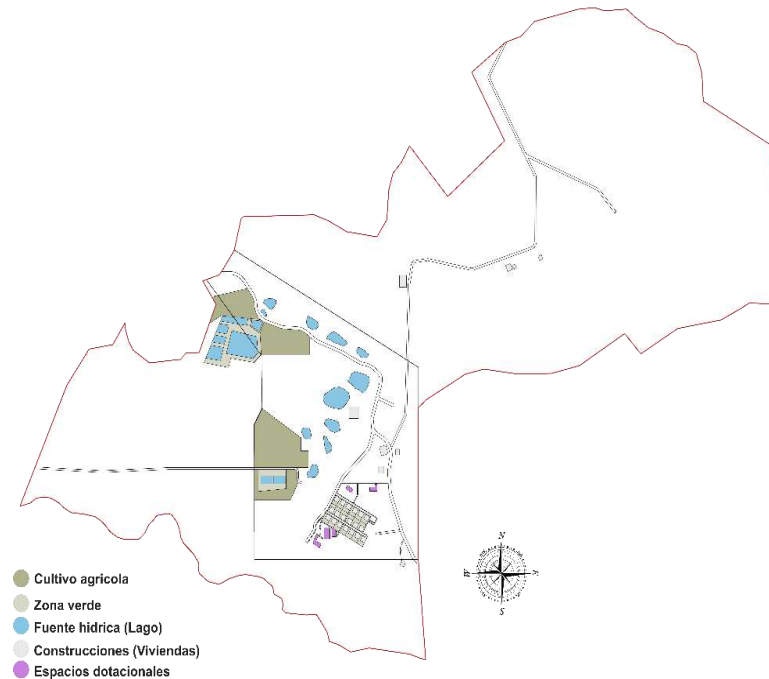 N
S
Cultivo agricola
Zona verde
Fuente hidrica (Lago)
Construcciones (Viviendas)
Espacios dotacionales